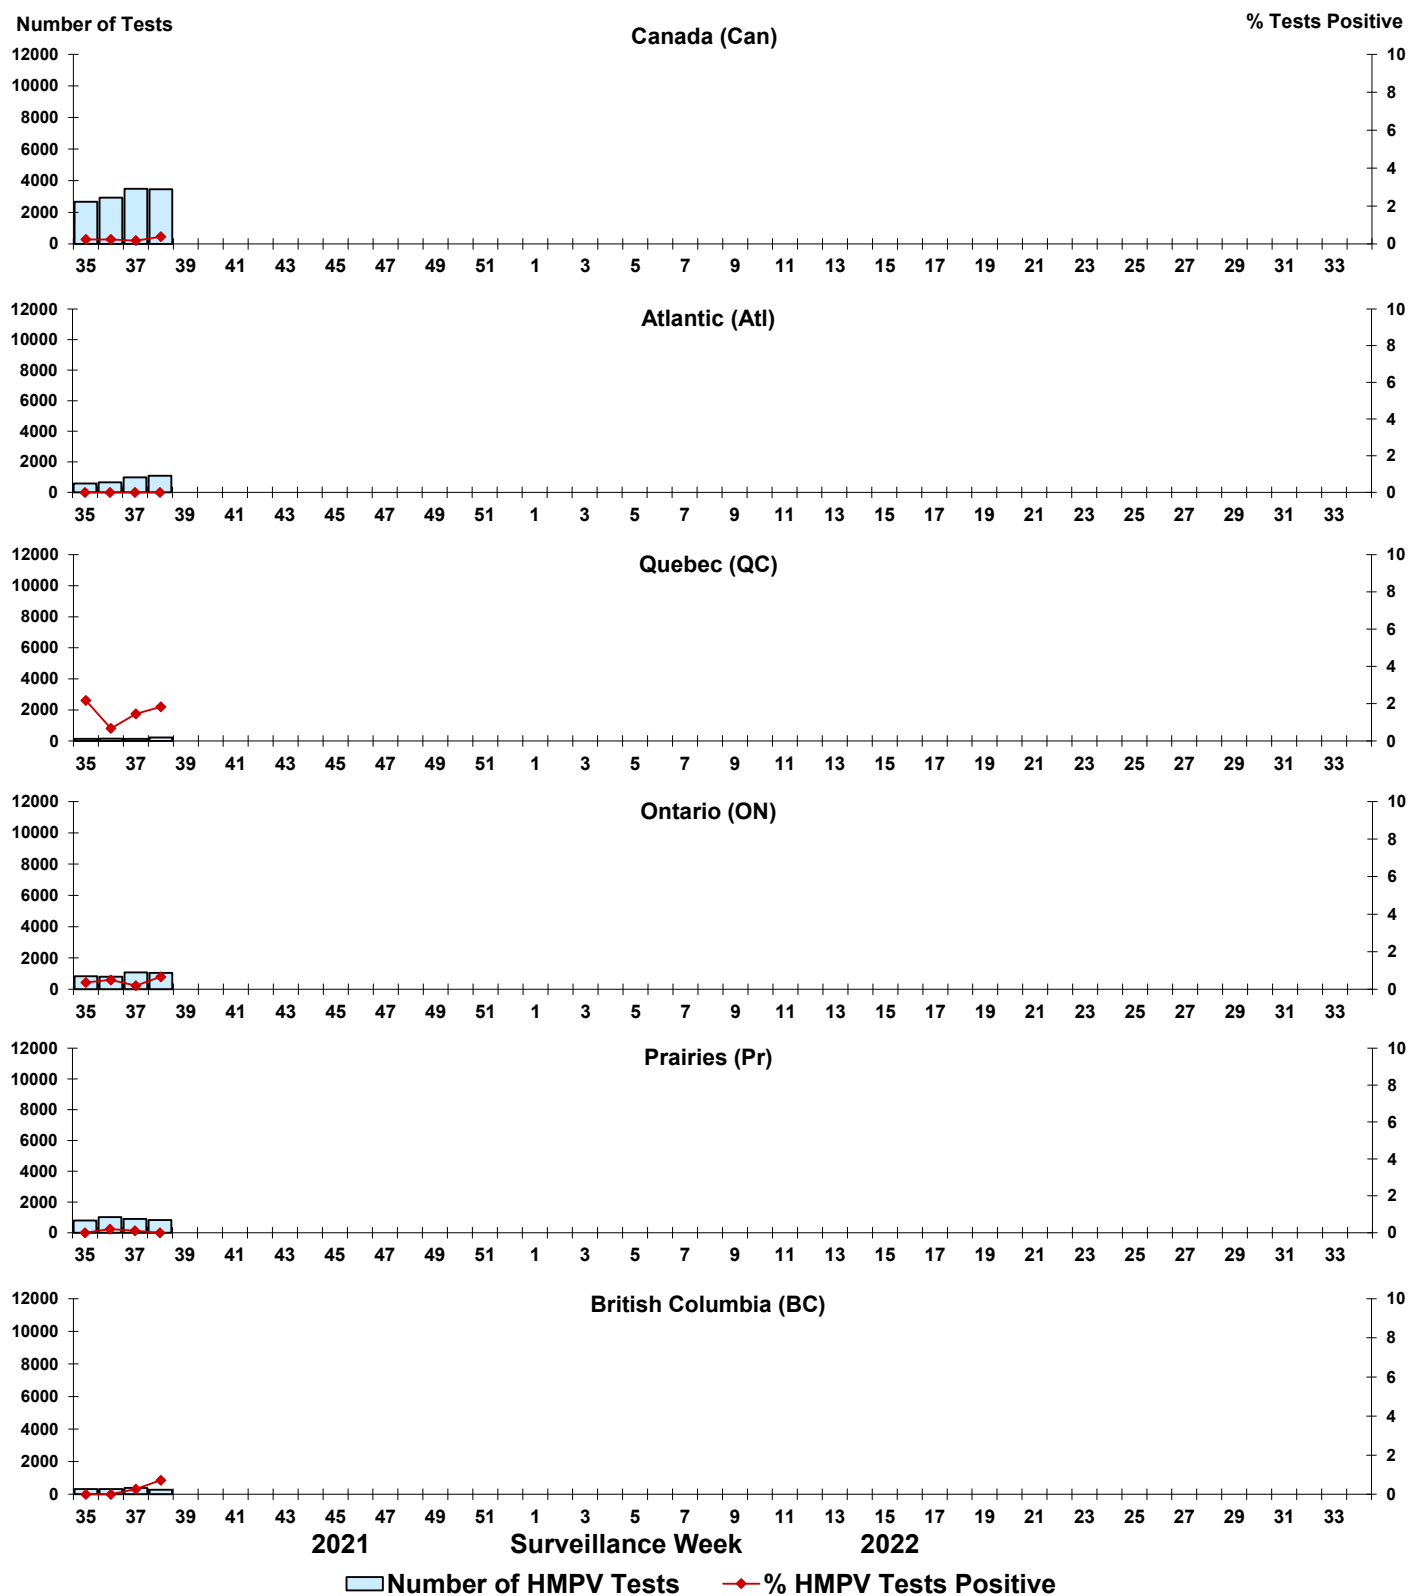 Number of Tests
% Tests Positive
Canada (Can)
12000 10
10000 8
8000
6000 6
4000 4
2000 2
0 0
35 37 39 41 43 45 47 49 51 1 3 5 7 9 11 13 15 17 19 21 23 25 27 29 31 33
Atlantic (Atl)
12000 10
10000 8
8000
6000 6
4000 4
2000 2
0 0
35 37 39 41 43 45 47 49 51 1 3 5 7 9 11 13 15 17 19 21 23 25 27 29 31 33
Quebec (QC)
12000 10
10000 8
8000
6000 6
4000 4
2000 2
0 0
35 37 39 41 43 45 47 49 51 1 3 5 7 9 11 13 15 17 19 21 23 25 27 29 31 33
Ontario (ON)
12000 10
10000 8
8000
6000 6
4000 4
2000 2
0 0
35 37 39 41 43 45 47 49 51 1 3 5 7 9 11 13 15 17 19 21 23 25 27 29 31 33
Prairies (Pr)
12000 10
10000 8
8000
6000 6
4000 4
2000 2
0 0
35 37 39 41 43 45 47 49 51 1 3 5 7 9 11 13 15 17 19 21 23 25 27 29 31 33
British Columbia (BC)
12000 10
10000 8
8000
6000 6
4000 4
2000 2
0 0
35 37 39 41 43 45 47 49 51 1 3 5 7 9 11 13 15 17 19 21 23 25 27 29 31 33
2021 Surveillance Week 2022
Number of HMPV Tests % HMPV Tests Positive